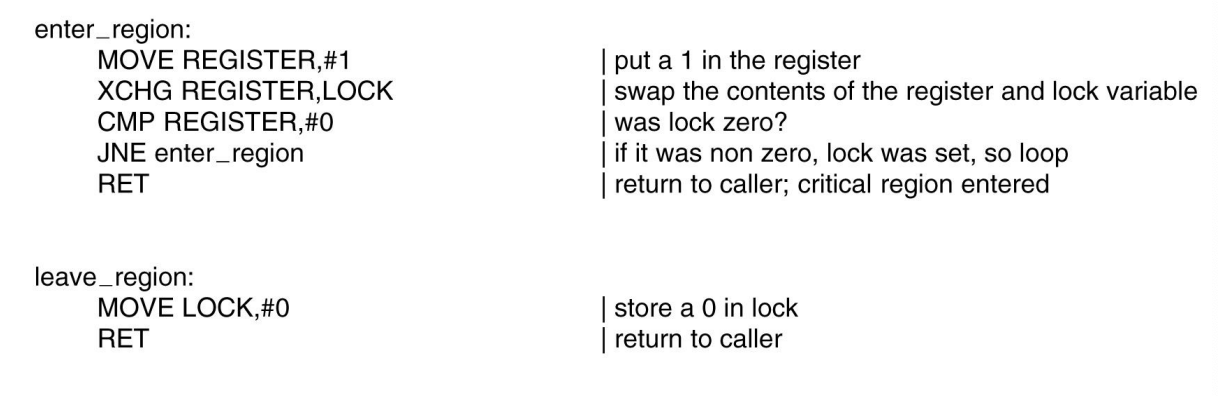 enter_region:
MOVE REGISTER,#1 | put a 1 in the register
XCHG REGISTER,LOCK | swap the contents of the register and lock variable
CMP REGISTER,#0 | was lock zero?
JNE enter_region | if it was non zero, lock was set, so loop
RET | return to caller; critical region entered
leave_region:
MOVE LOCK,#0 | store a 0 in lock
RET | return to caller